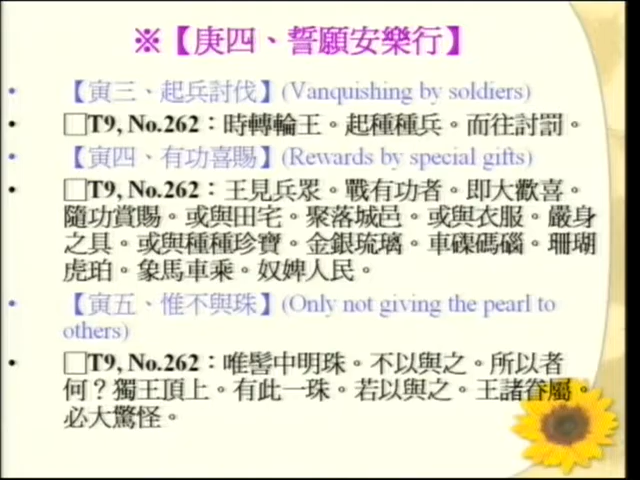 ※【庚四、誓願安樂行】
• 【寅三、起兵討伐】(Vanquishing by soldiers)
• □T9, No.262：時轉輪王。起種種兵。而往討罰。
• 【寅四、有功喜賜】(Rewards by special gifts)
• □T9, No.262：王見兵眾。戰有功者。即大歡喜。
隨功賞賜。或與田宅。聚落城邑。或與衣服。嚴身
之具。或與種種珍寶。金銀琉璃。車磲碼碯。珊瑚
虎珀。象馬車乘。奴婢人民。
• 【寅五、惟不與珠】(Only not giving the pearl to
others)
• □T9, No.262：唯髻中明珠。不以與之。所以者
何？獨王頂上。有此一珠。若以與之。王諸眷屬。
必大驚怪。